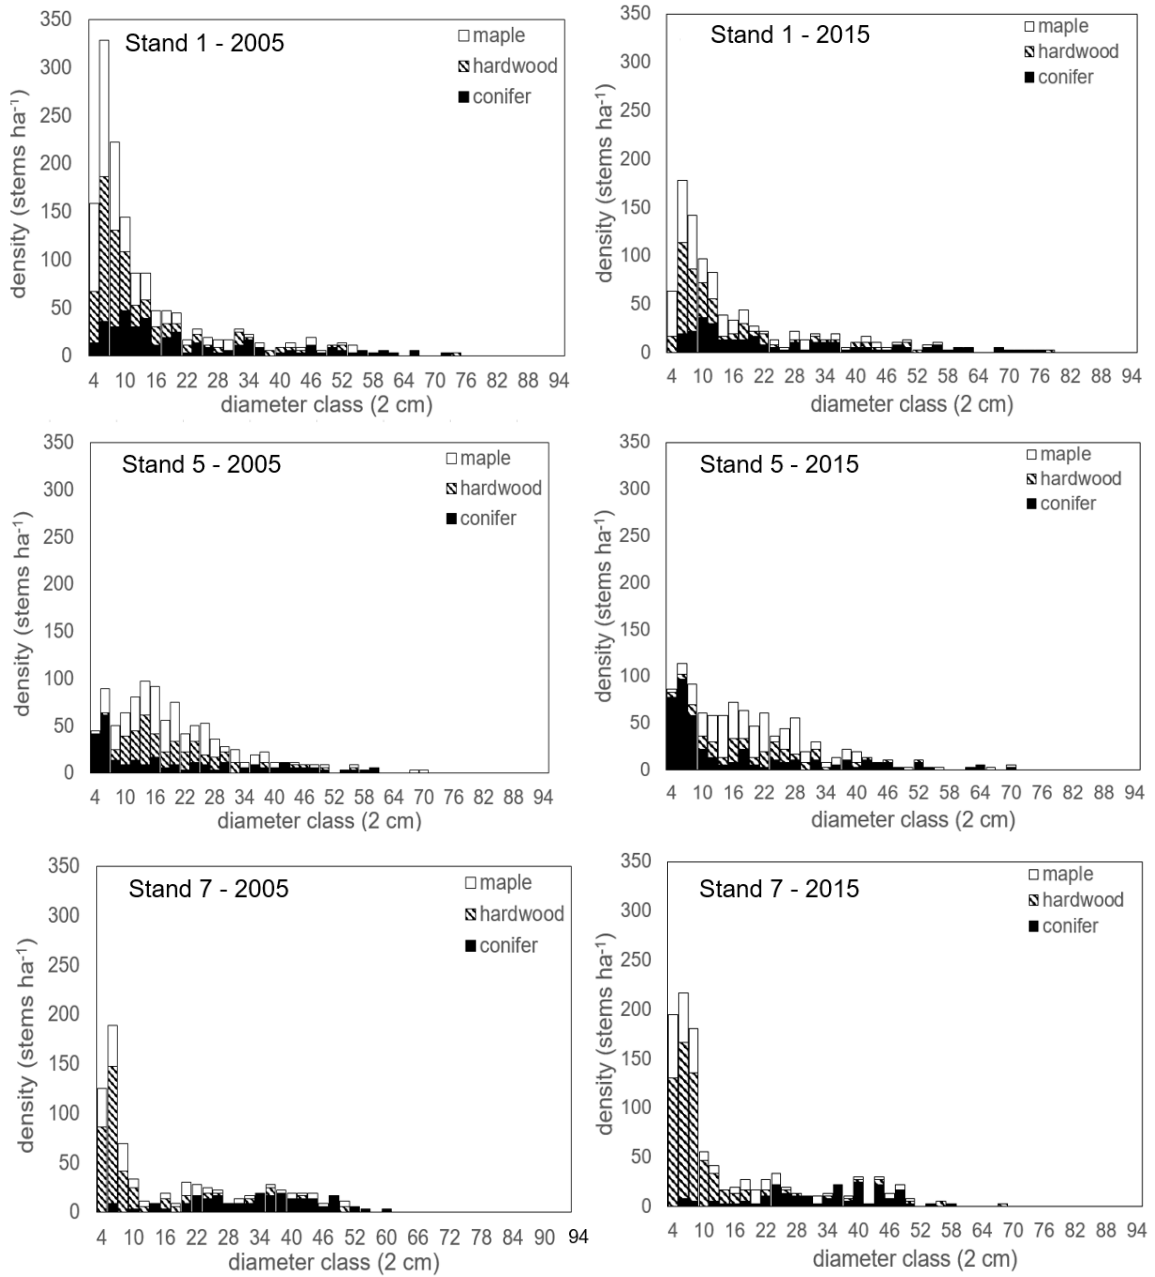 Stand 1 - 2005
maple
hardwood
conifer
density (stems ha-1)
350
300
250
200
150
100
50
0
4 10 16 22 28 34 40 46 52 58 64 70 76 82 88 94
diameter class (2 cm)
Stand 1 - 2015
maple
hardwood
conifer
density (stems ha-1)
350
300
250
200
150
100
50
0
4 10 16 22 28 34 40 46 52 58 64 70 76 82 88 94
diameter class (2 cm)
Stand 5 - 2005
maple
hardwood
conifer
density (stems ha-1)
350
300
250
200
150
100
50
0
4 10 16 22 28 34 40 46 52 58 64 70 76 82 88 94
diameter class (2 cm)
Stand 5 - 2015
maple
hardwood
conifer
density (stems ha-1)
350
300
250
200
150
100
50
0
4 10 16 22 28 34 40 46 52 58 64 70 76 82 88 94
diameter class (2 cm)
Stand 7 - 2005
maple
hardwood
conifer
density (stems ha-1)
350
300
250
200
150
100
50
0
4 10 16 22 28 34 40 46 54 60 66 72 78 84 90 94
diameter class (2 cm)
Stand 7 - 2015
maple
hardwood
conifer
density (stems ha-1)
350
300
250
200
150
100
50
0
4 10 16 22 28 34 40 46 52 58 64 70 76 82 88 94
diameter class (2 cm)